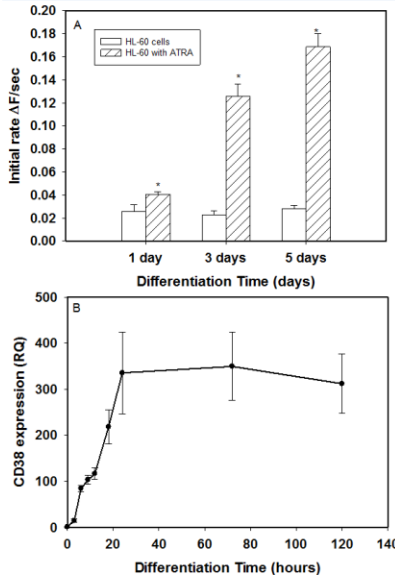 A
HL-60 cells
HL-60 with ATRA
Initial rate ΔF/sec
0.20
0.18
0.16
0.14
0.12
0.10
0.08
0.06
0.04
0.02
0.00
*
*
*
1 day 3 days 5 days
Differentiation Time (days)
B
CD38 expression (RQ)
500
400
300
200
100
0
0 20 40 60 80 100 120 140
Differentiation Time (hours)